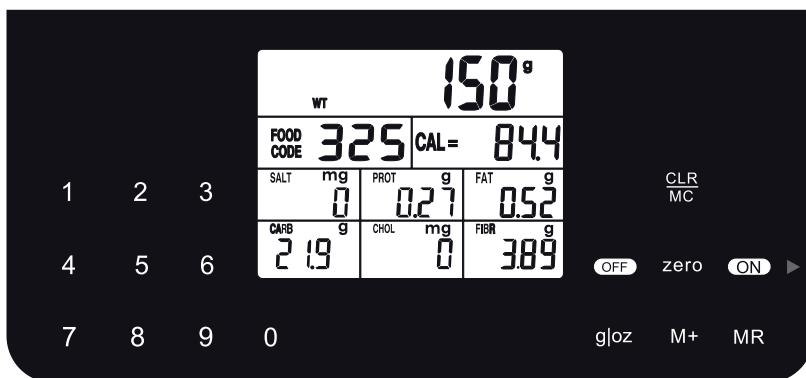 150 g
WT
FOOD CODE 325 CAL= 84.4
SALT mg PROT g FAT g
0 0.27 0.52
CARB g CHOL mg FIBR g
21.9 0 3.89
1 2 3 CLR
MC
4 5 6 OFF zero ON
7 8 9 0 g|oz M+ MR